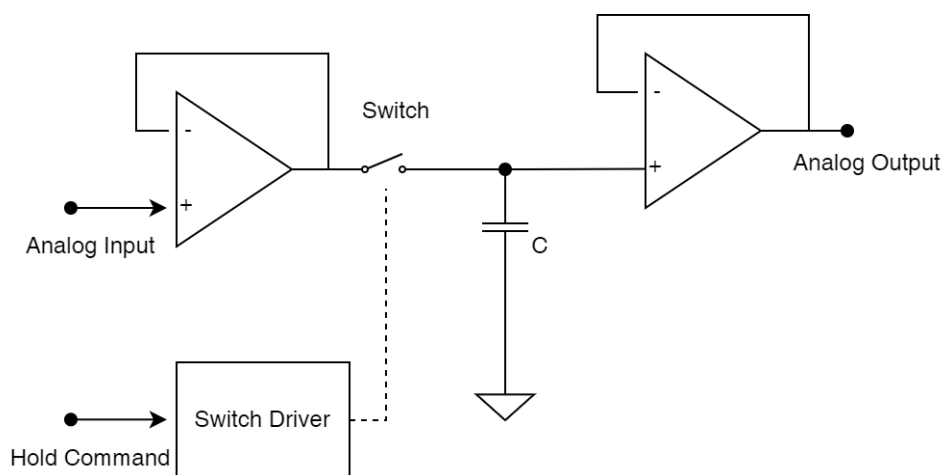 -
Switch
-
+
Analog Output
+
Analog Input
C
Switch Driver
Hold Command